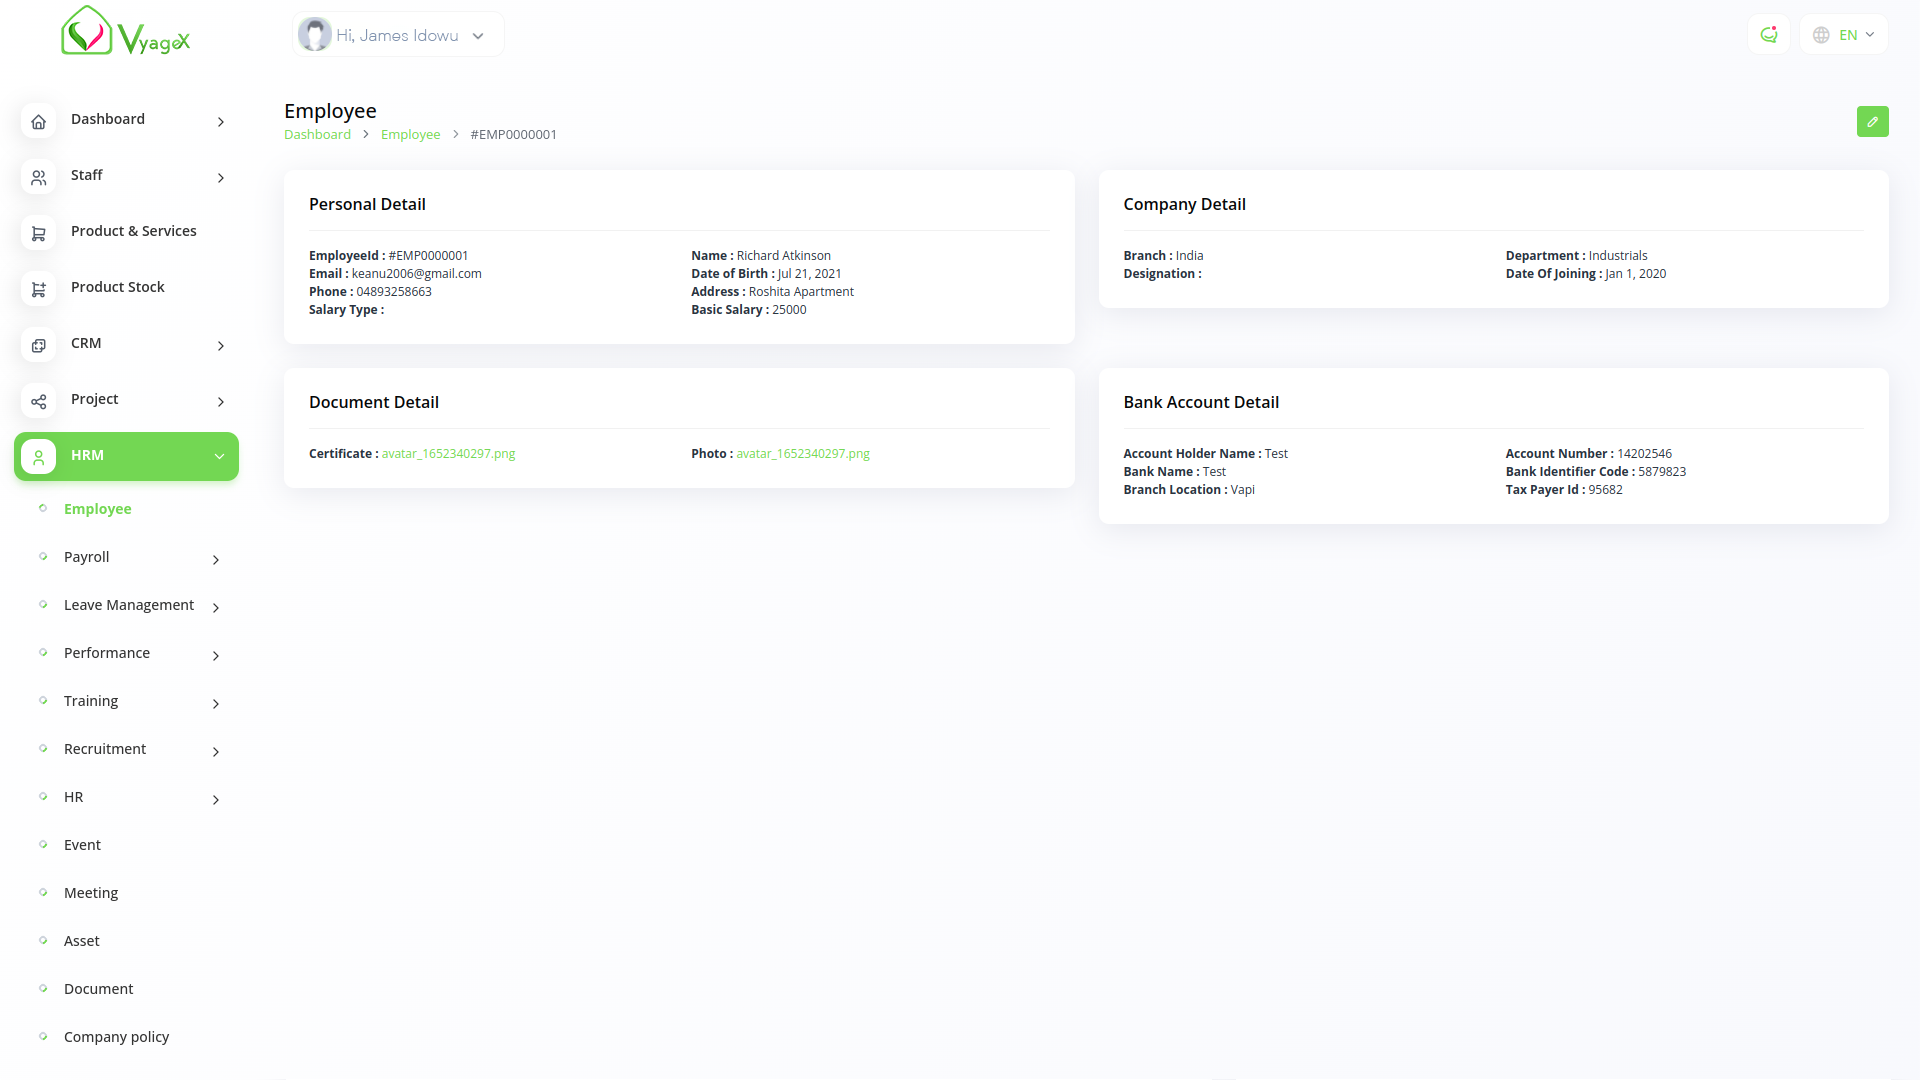 VyageX
Hi, James Idowu
EN
Dashboard
Staff
Product & Services
Product Stock
CRM
Project
HRM
Employee
Payroll
Leave Management
Performance
Training
Recruitment
HR
Event
Meeting
Asset
Document
Company policy
Employee
Dashboard > Employee > #EMP0000001
Personal Detail
EmployeeId : #EMP0000001
Name : Richard Atkinson
Email : keanu2006@gmail.com
Date of Birth : Jul 21, 2021
Phone : 04893258663
Address : Roshita Apartment
Salary Type :
Basic Salary : 25000
Company Detail
Branch : India
Department : Industrials
Designation :
Date Of Joining : Jan 1, 2020
Document Detail
Certificate : avatar_1652340297.png
Photo : avatar_1652340297.png
Bank Account Detail
Account Holder Name : Test
Account Number : 14202546
Bank Name : Test
Bank Identifier Code : 5879823
Branch Location : Vapi
Tax Payer Id : 95682